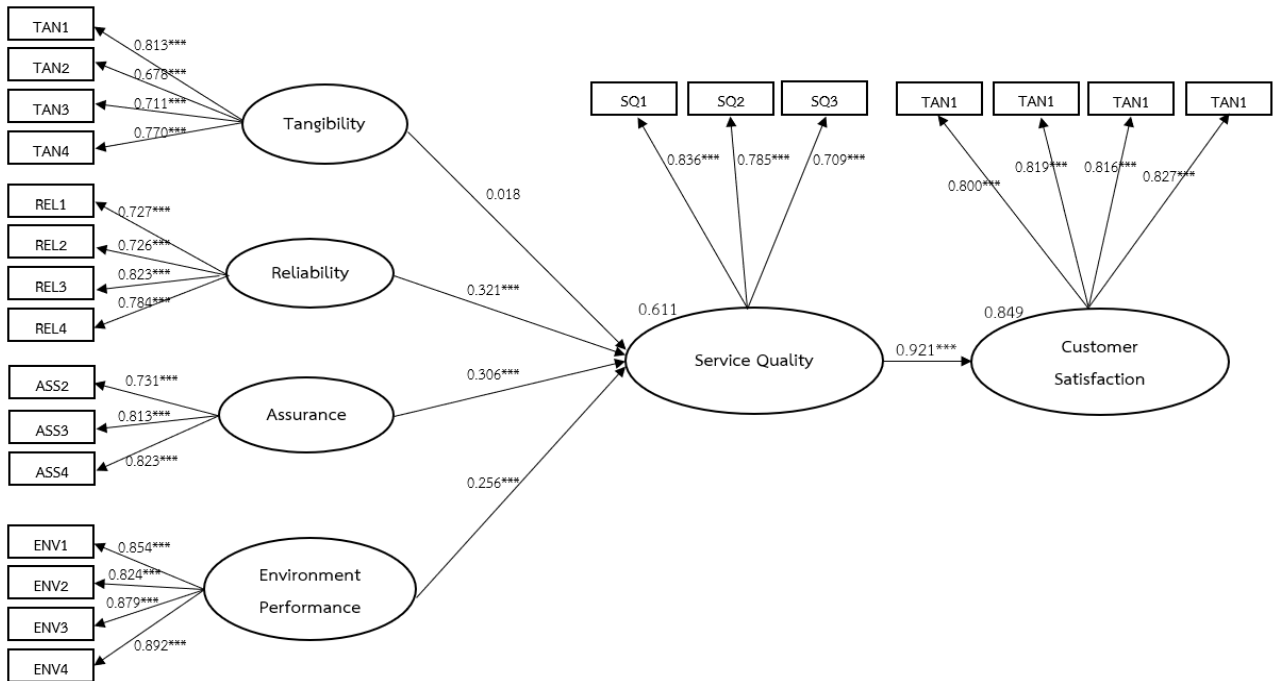 TAN1
0.813***
TAN2
0.678***
TAN3
0.711***
TAN4
0.770***
Tangibility
0.018
REL1
0.727***
REL2
0.726***
REL3
0.823***
REL4
0.784***
Reliability
0.321***
ASS2
0.731***
ASS3
0.813***
ASS4
0.823***
Assurance
0.306***
ENV1
0.854***
ENV2
0.824***
ENV3
0.879***
ENV4
0.892***
Environment
Performance
0.256***
SQ1
SQ2
SQ3
0.836***
0.785***
0.709***
0.611
Service Quality
0.921***
TAN1
TAN1
TAN1
TAN1
0.800***
0.819***
0.816***
0.827***
0.849
Customer
Satisfaction